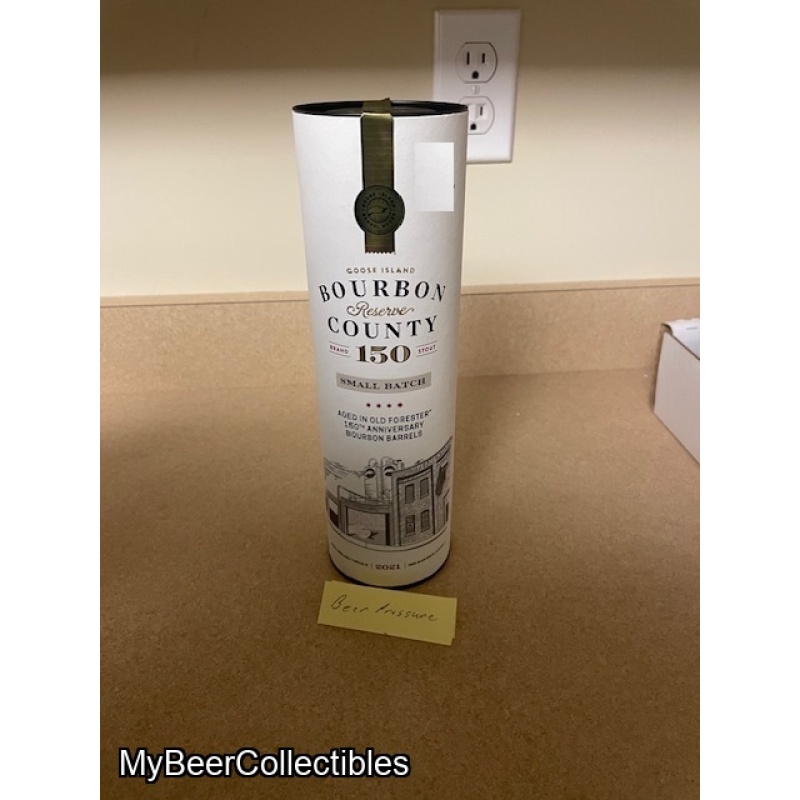 GOOSE ISLAND
BOURBON
Reserve
COUNTY
BRAND 150 STOUT
SMALL BATCH
AGED IN OLD FORESTER®
150TH ANNIVERSARY
BOURBON BARRELS
2021
Beer Pressure
MyBeerCollectibles